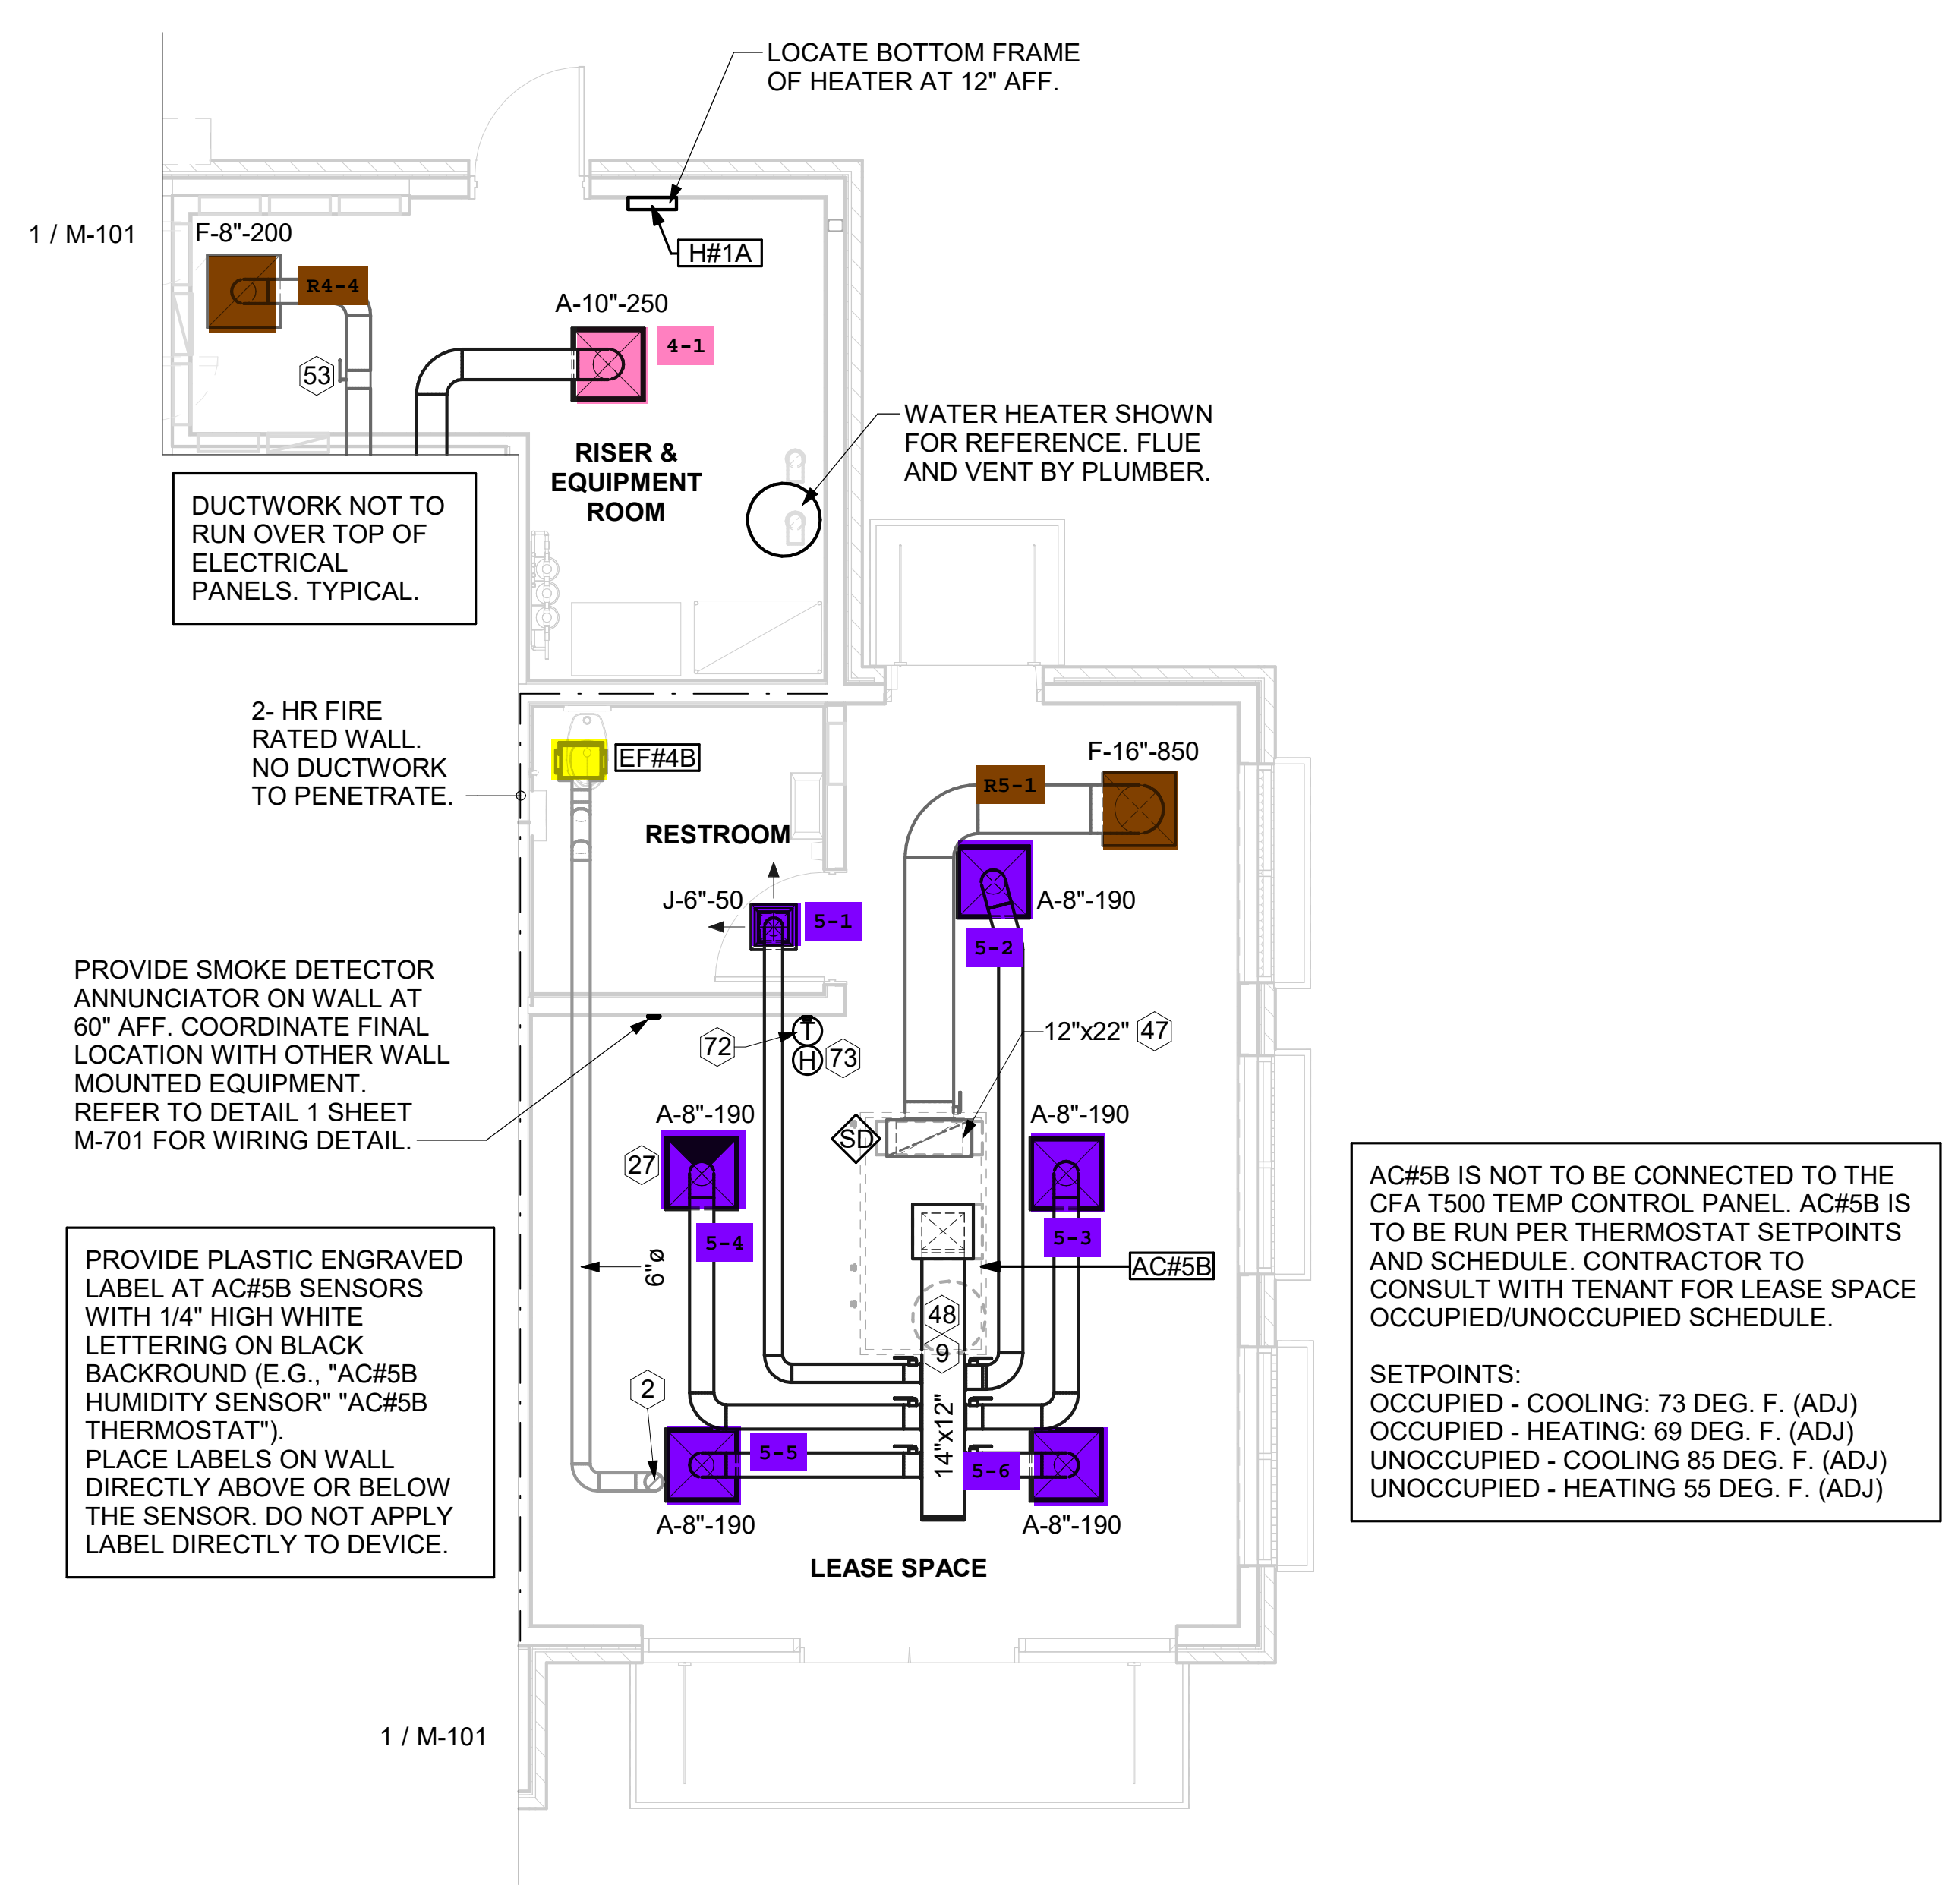 LOCATE BOTTOM FRAME
OF HEATER AT 12" AFF.
1 / M-101
F-8"-200
H#1A
R4-4
A-10"-250
4-1
53
WATER HEATER SHOWN
FOR REFERENCE. FLUE
AND VENT BY PLUMBER.
RISER &
EQUIPMENT
ROOM
DUCTWORK NOT TO
RUN OVER TOP OF
ELECTRICAL
PANELS. TYPICAL.
2- HR FIRE
RATED WALL.
NO DUCTWORK
TO PENETRATE.
EF#4B
F-16"-850
R5-1
RESTROOM
J-6"-50
5-1
A-8"-190
5-2
PROVIDE SMOKE DETECTOR
ANNUNCIATOR ON WALL AT
60" AFF. COORDINATE FINAL
LOCATION WITH OTHER WALL
MOUNTED EQUIPMENT.
REFER TO DETAIL 1 SHEET
M-701 FOR WIRING DETAIL.
72
T
H
73
12"x22"
47
A-8"-190
A-8"-190
SD
27
5-4
5-3
AC#5B IS NOT TO BE CONNECTED TO THE
CFA T500 TEMP CONTROL PANEL. AC#5B IS
TO BE RUN PER THERMOSTAT SETPOINTS
AND SCHEDULE. CONTRACTOR TO
CONSULT WITH TENANT FOR LEASE SPACE
OCCUPIED/UNOCCUPIED SCHEDULE.
SETPOINTS:
OCCUPIED - COOLING: 73 DEG. F. (ADJ)
OCCUPIED - HEATING: 69 DEG. F. (ADJ)
UNOCCUPIED - COOLING 85 DEG. F. (ADJ)
UNOCCUPIED - HEATING 55 DEG. F. (ADJ)
PROVIDE PLASTIC ENGRAVED
LABEL AT AC#5B SENSORS
WITH 1/4" HIGH WHITE
LETTERING ON BLACK
BACKROUND (E.G., "AC#5B
HUMIDITY SENSOR" "AC#5B
THERMOSTAT").
PLACE LABELS ON WALL
DIRECTLY ABOVE OR BELOW
THE SENSOR. DO NOT APPLY
LABEL DIRECTLY TO DEVICE.
6"ø
AC#5B
48
9
2
14"x12"
5-5
5-6
A-8"-190
A-8"-190
LEASE SPACE
1 / M-101